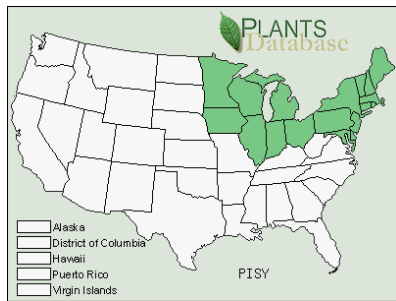 PLANTS
Database
Alaska
District of Columbia
Hawaii
Puerto Rico
Virgin Islands
PISY